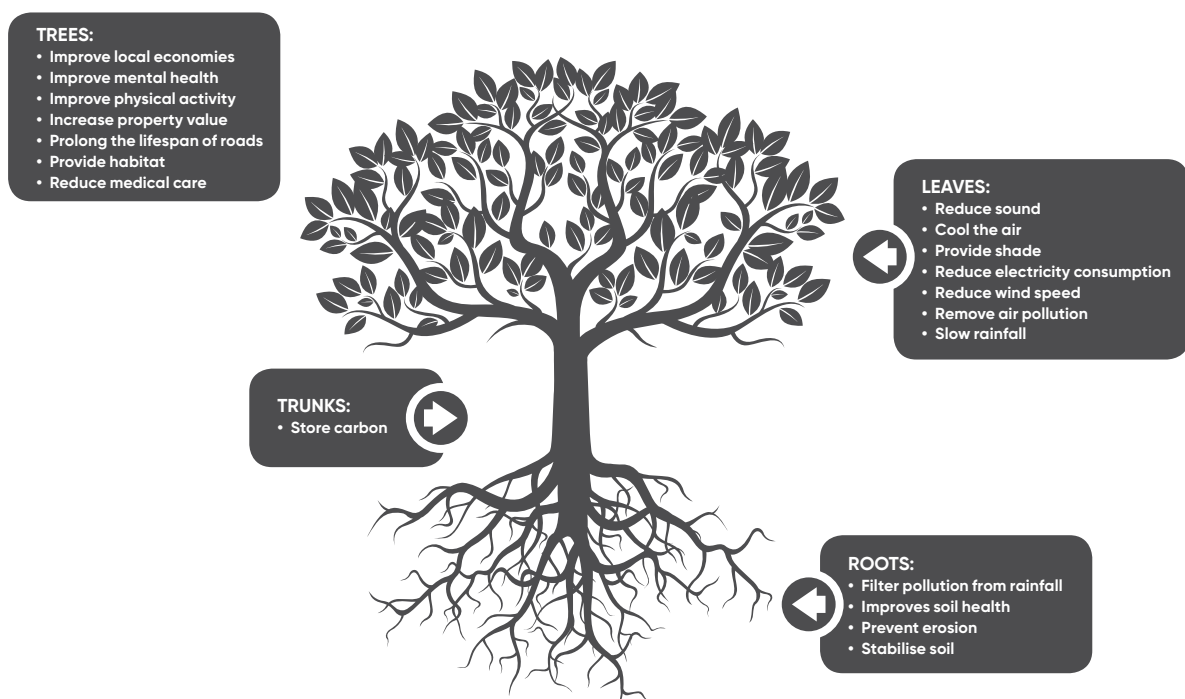 TREES:
• Improve local economies
• Improve mental health
• Improve physical activity
• Increase property value
• Prolong the lifespan of roads
• Provide habitat
• Reduce medical care
LEAVES:
• Reduce sound
• Cool the air
• Provide shade
• Reduce electricity consumption
• Reduce wind speed
• Remove air pollution
• Slow rainfall
TRUNKS:
• Store carbon
ROOTS:
• Filter pollution from rainfall
• Improves soil health
• Prevent erosion
• Stabilise soil